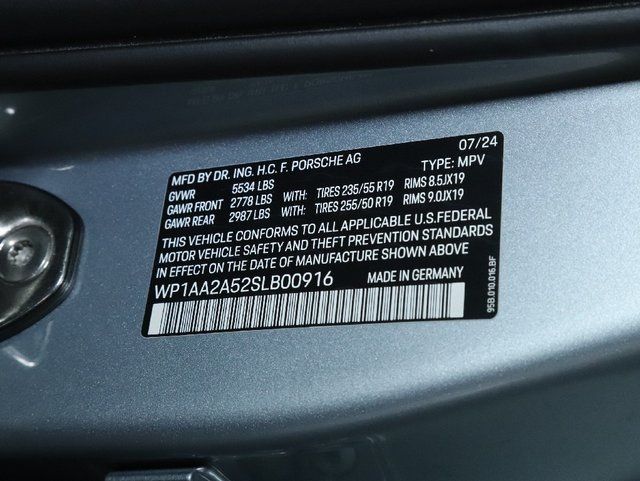 MFD BY DR. ING. H.C. F. PORSCHE AG 07/24
GVWR 5534 LBS TYPE: MPV
GAWR FRONT 2778 LBS WITH: TIRES 235/55 R19 RIMS 8.5JX19
GAWR REAR 2987 LBS WITH: TIRES 255/50 R19 RIMS 9.0JX19
THIS VEHICLE CONFORMS TO ALL APPLICABLE U.S.FEDERAL
MOTOR VEHICLE SAFETY AND THEFT PREVENTION STANDARDS
IN EFFECT ON THE DATE OF MANUFACTURE SHOWN ABOVE
WP1AA2A52SLB00916 MADE IN GERMANY
95B.010.016.BF